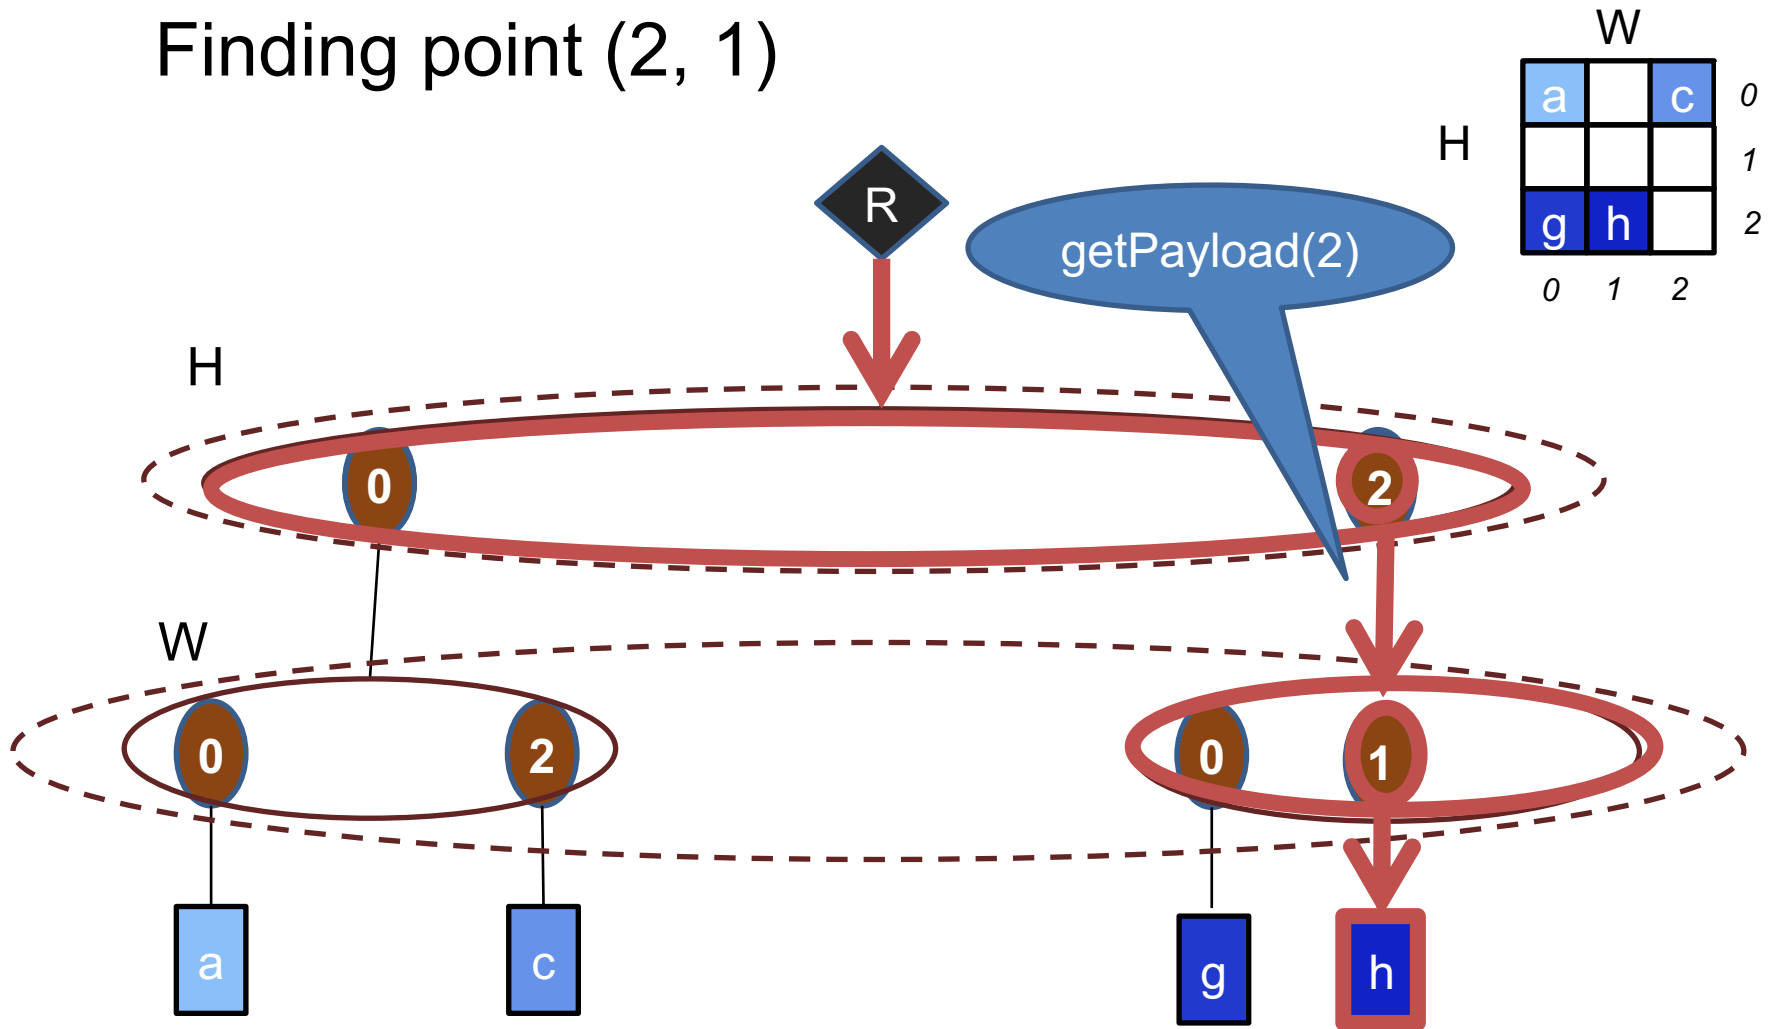 Finding point (2, 1)
W
a c 0
H 1
g h 2
0 1 2
R
getPayload(2)
H
0 2
W
0 2 0 1
a c g h